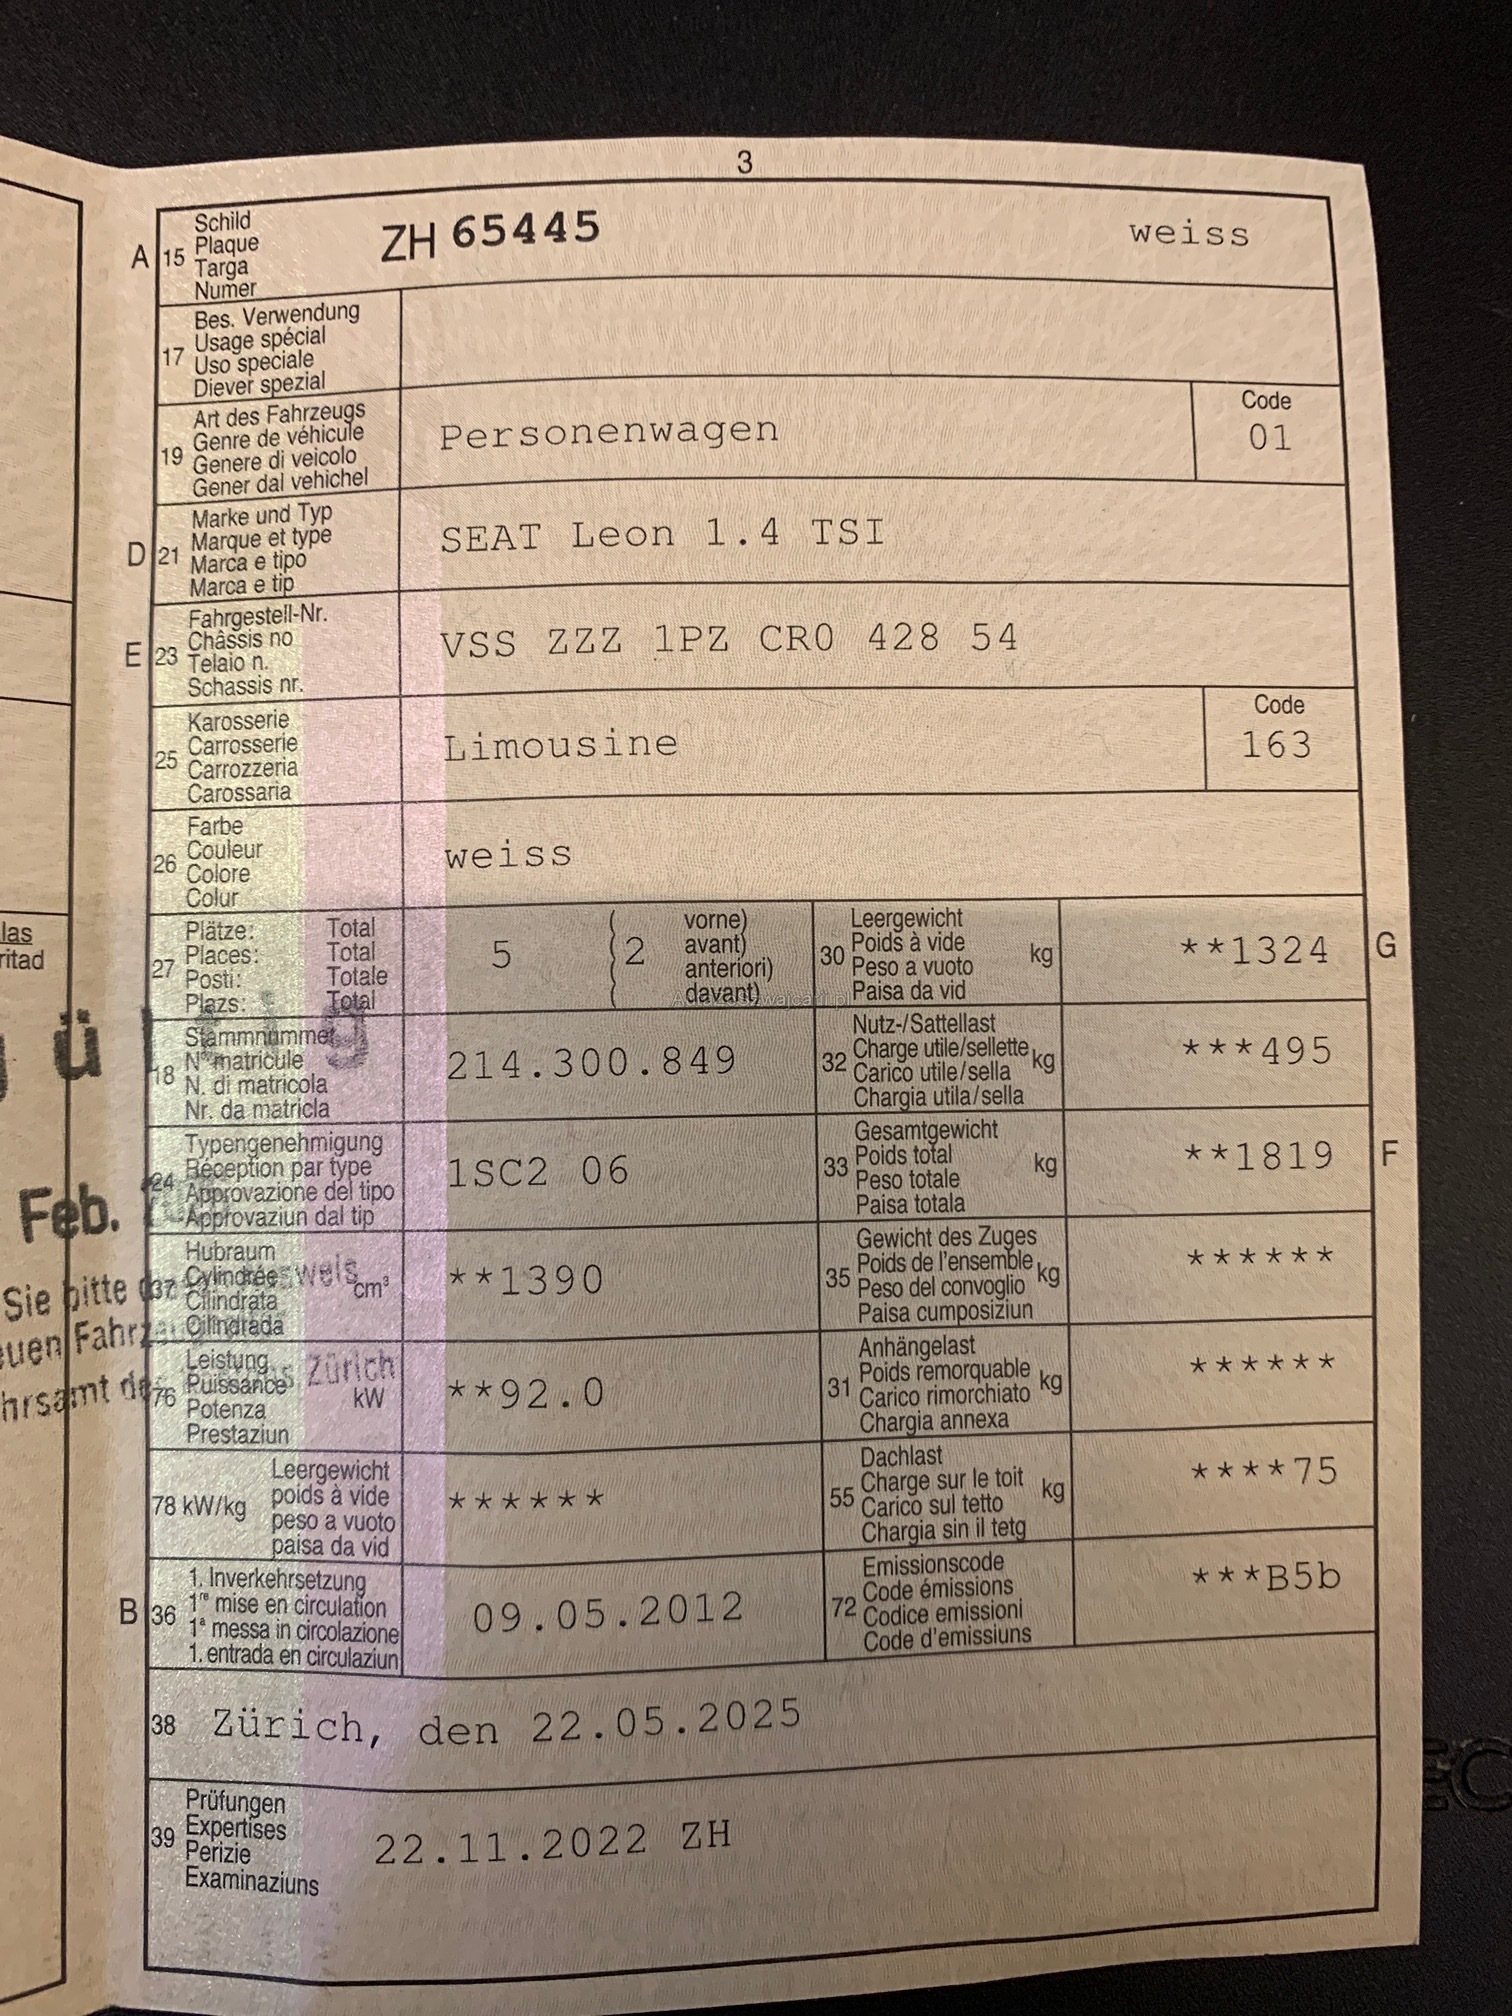 3
A 15 Schild
Plaque
Targa
Numer
ZH 65445 weiss
17 Bes. Verwendung
Usage spécial
Uso speciale
Diever spezial
19 Art des Fahrzeugs
Genre de véhicule
Genere di veicolo
Gener dal vehichel
Personenwagen
Code
01
D 21 Marke und Typ
Marque et type
Marca e tipo
Marca e tip
SEAT Leon 1.4 TSI
E 23 Fahrgestell-Nr.
Châssis no
Telaio n.
Schassis nr.
VSS ZZZ 1PZ CR0 428 54
25 Karosserie
Carrosserie
Carrozzeria
Carossaria
Limousine
Code
163
26 Farbe
Couleur
Colore
Colur
weiss
27 Plätze: Total
Places: Total
Posti: Totale
Plazs: Total
5 (2 vorne)
avant)
anteriori)
davant)
30 Leergewicht
Poids à vide kg
Peso a vuoto
Paisa da vid
**1324 G
18 Stammnummer
N° matricule
N. di matricola
Nr. da matricla
214.300.849
32 Nutz-/Sattellast
Charge utile/sellette kg
Carico utile/sella
Chargia utila/sella
***495
24 Typengenehmigung
Réception par type
Approvazione del tipo
Approvaziun dal tip
1SC2 06
33 Gesamtgewicht
Poids total kg
Peso totale
Paisa totala
**1819 F
37 Hubraum
Cylindrée cm³
Cilindrata
Cilindrada
**1390
35 Gewicht des Zuges
Poids de l'ensemble kg
Peso del convoglio
Paisa cumposiziun
******
76 Leistung
Puissance kW
Potenza
Prestaziun
**92.0
31 Anhängelast
Poids remorquable kg
Carico rimorchiato
Chargia annexa
******
78 kW/kg Leergewicht
poids à vide
peso a vuoto
paisa da vid
******
55 Dachlast
Charge sur le toit kg
Carico sul tetto
Chargia sin il tetg
****75
B 36 1. Inverkehrsetzung
1re mise en circulation
1a messa in circolazione
1. entrada en circulaziun
09.05.2012
72 Emissionscode
Code émissions
Codice emissioni
Code d'emissiuns
***B5b
38 Zürich, den 22.05.2025
39 Prüfungen
Expertises
Perizie
Examinaziuns
22.11.2022 ZH
las
ritad
Feb.
Sie bitte
Zürich